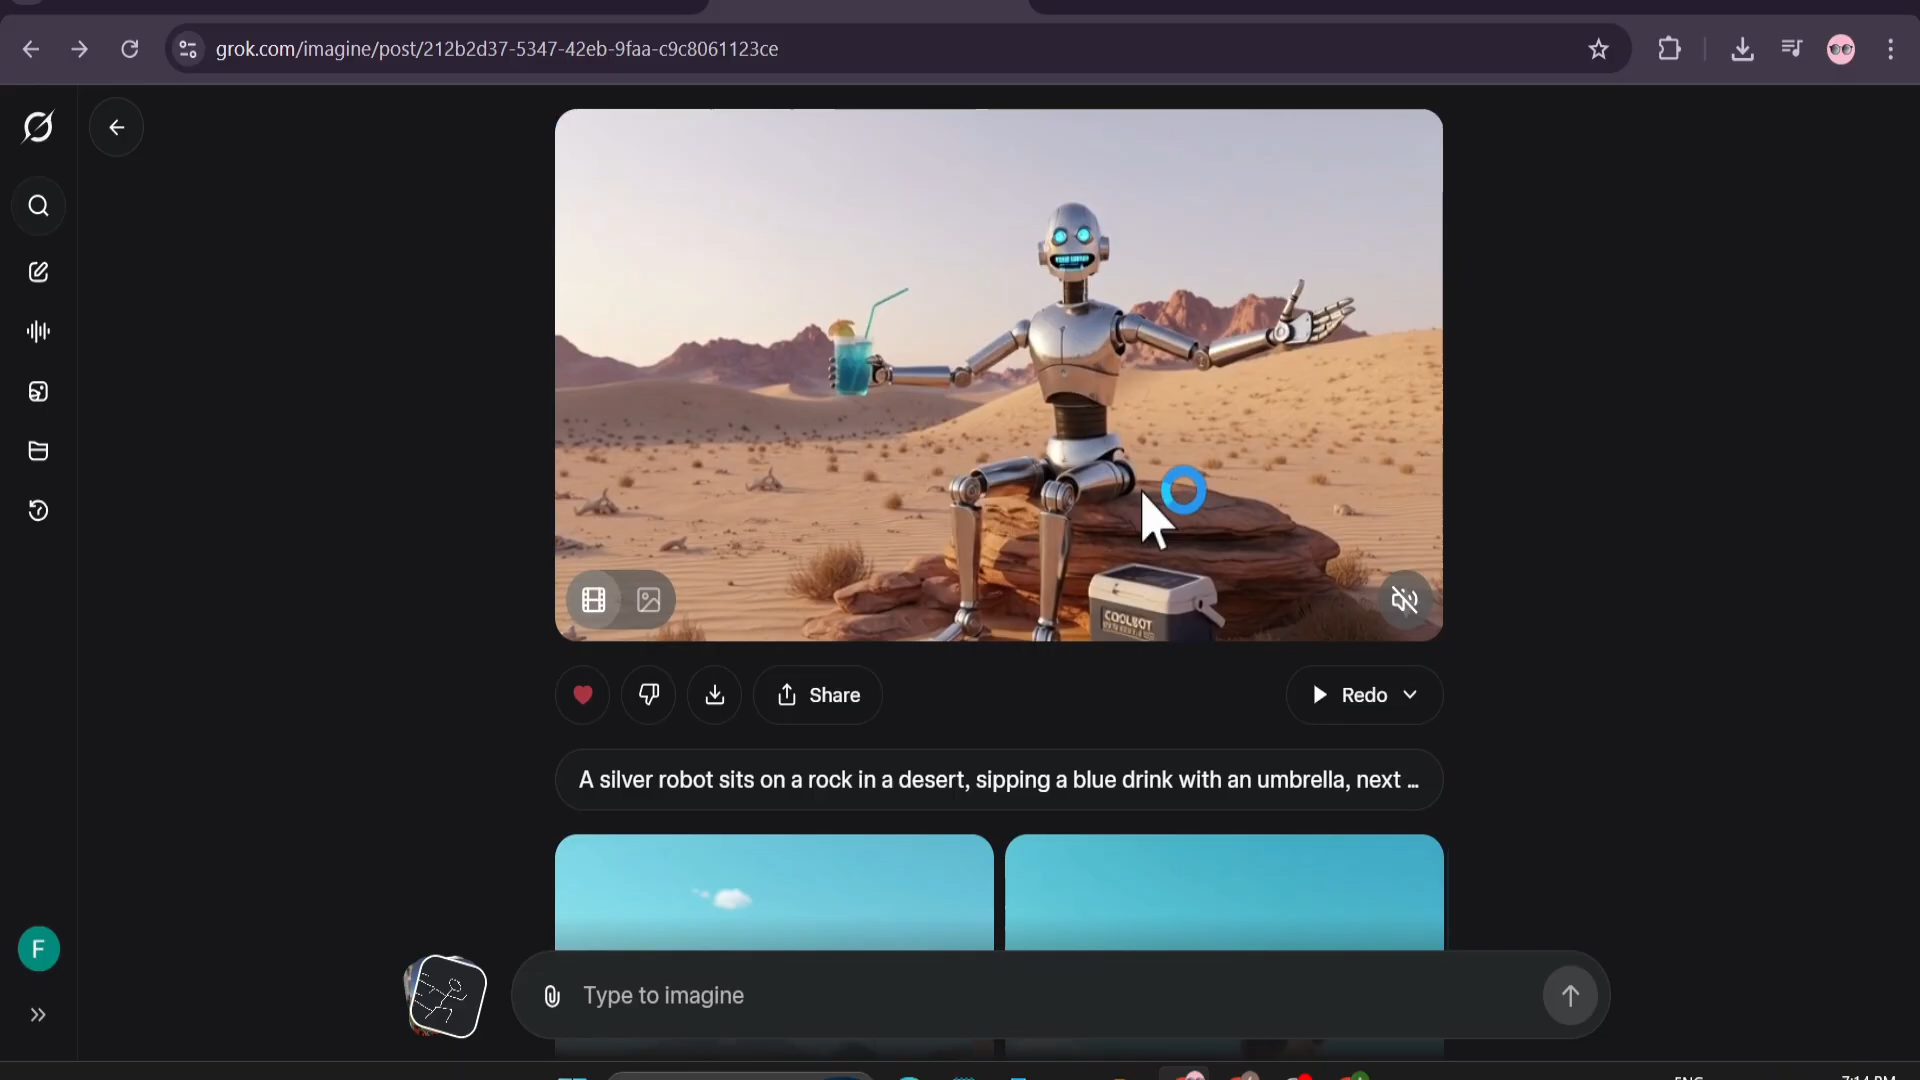 grok.com/imagine/post/212b2d37-5347-42eb-9faa-c9c8061123ce
COOLBOT
Share
Redo
A silver robot sits on a rock in a desert, sipping a blue drink with an umbrella, next ...
F
Type to imagine